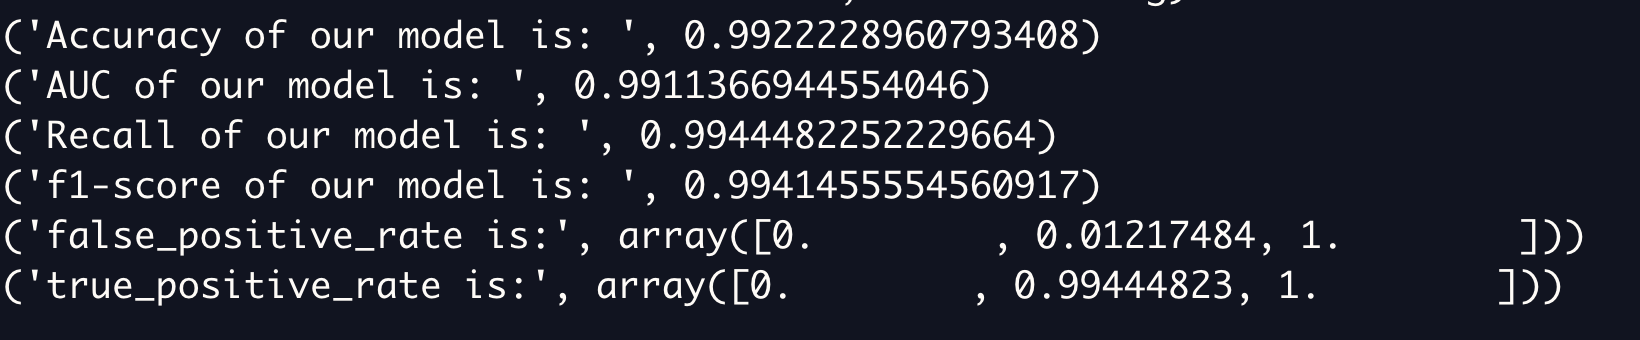 ('Accuracy of our model is: ', 0.9922228960793408)
('AUC of our model is: ', 0.9911366944554046)
('Recall of our model is: ', 0.9944482252229664)
('f1-score of our model is: ', 0.9941455554560917)
('false_positive_rate is:', array([0.        , 0.01217484, 1.        ]))
('true_positive_rate is:', array([0.        , 0.99444823, 1.        ]))